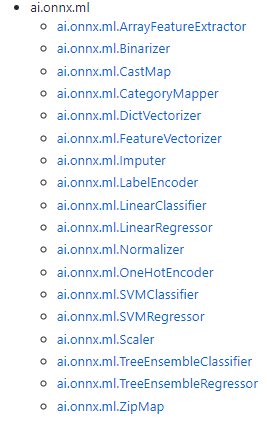 ai.onnx.ml
ai.onnx.ml.ArrayFeatureExtractor
ai.onnx.ml.Binarizer
ai.onnx.ml.CastMap
ai.onnx.ml.CategoryMapper
ai.onnx.ml.DictVectorizer
ai.onnx.ml.FeatureVectorizer
ai.onnx.ml.Imputer
ai.onnx.ml.LabelEncoder
ai.onnx.ml.LinearClassifier
ai.onnx.ml.LinearRegressor
ai.onnx.ml.Normalizer
ai.onnx.ml.OneHotEncoder
ai.onnx.ml.SVMClassifier
ai.onnx.ml.SVMRegressor
ai.onnx.ml.Scaler
ai.onnx.ml.TreeEnsembleClassifier
ai.onnx.ml.TreeEnsembleRegressor
ai.onnx.ml.ZipMap